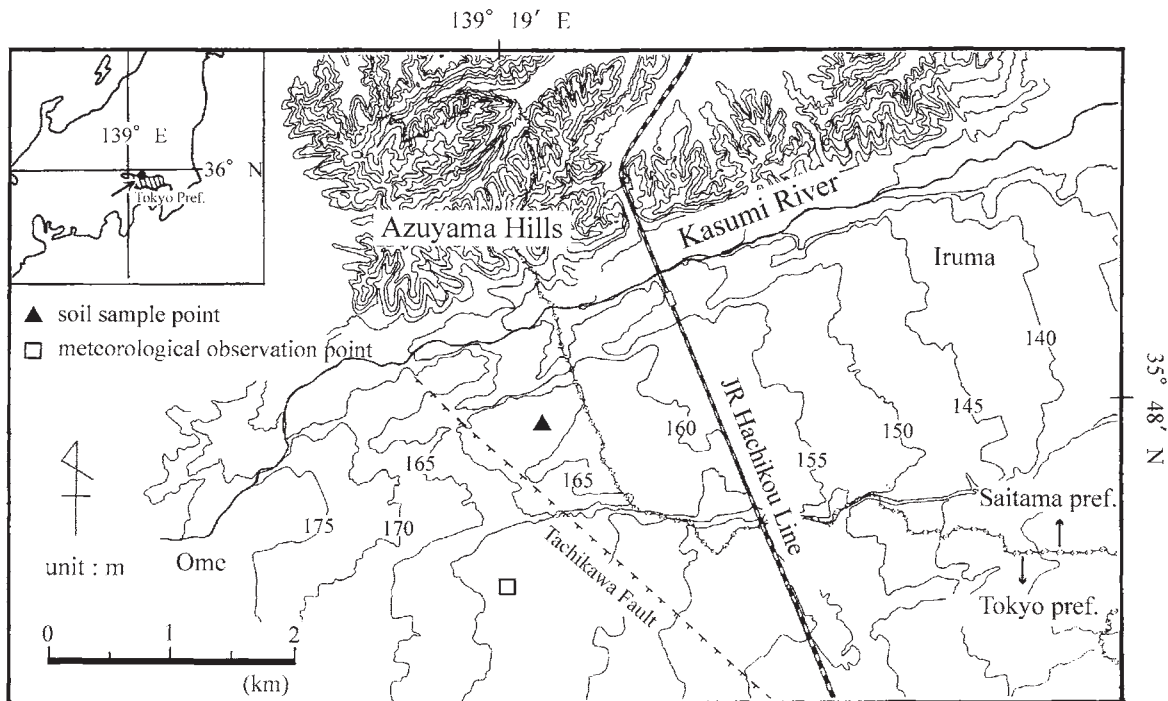 139° 19′ E
139° E
36° N
Tokyo Pref.
Azuyama Hills
Kasumi River
Iruma
▲ soil sample point
□ meteorological observation point
140
35° 48′ N
145
150
160
155
165
165
170
175
JR Hachikou Line
Saitama pref.
Tokyo pref.
Tachikawa Fault
Ome
unit : m
0 1 2
(km)